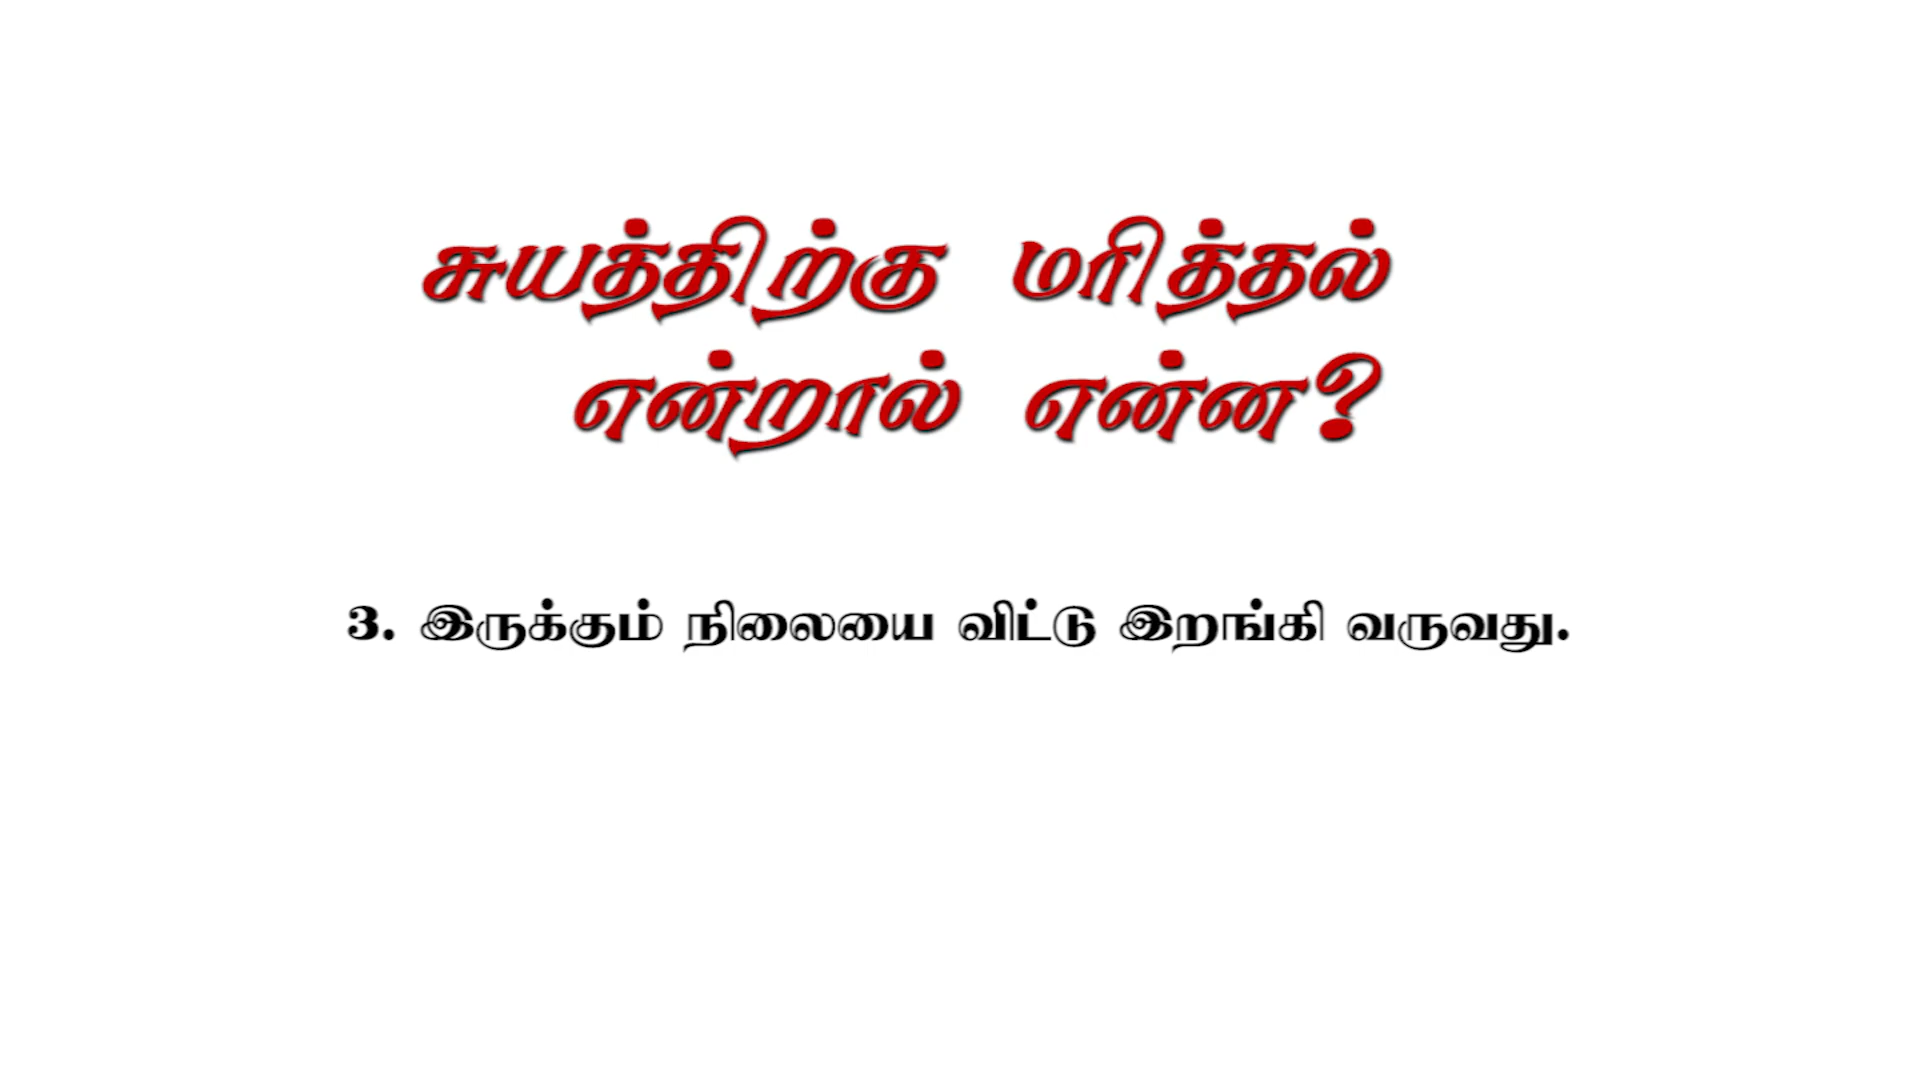 சுயத்திற்கு மரித்தல்
என்றால் என்ன?
3. இருக்கும் நிலையை விட்டு இறங்கி வருவது.